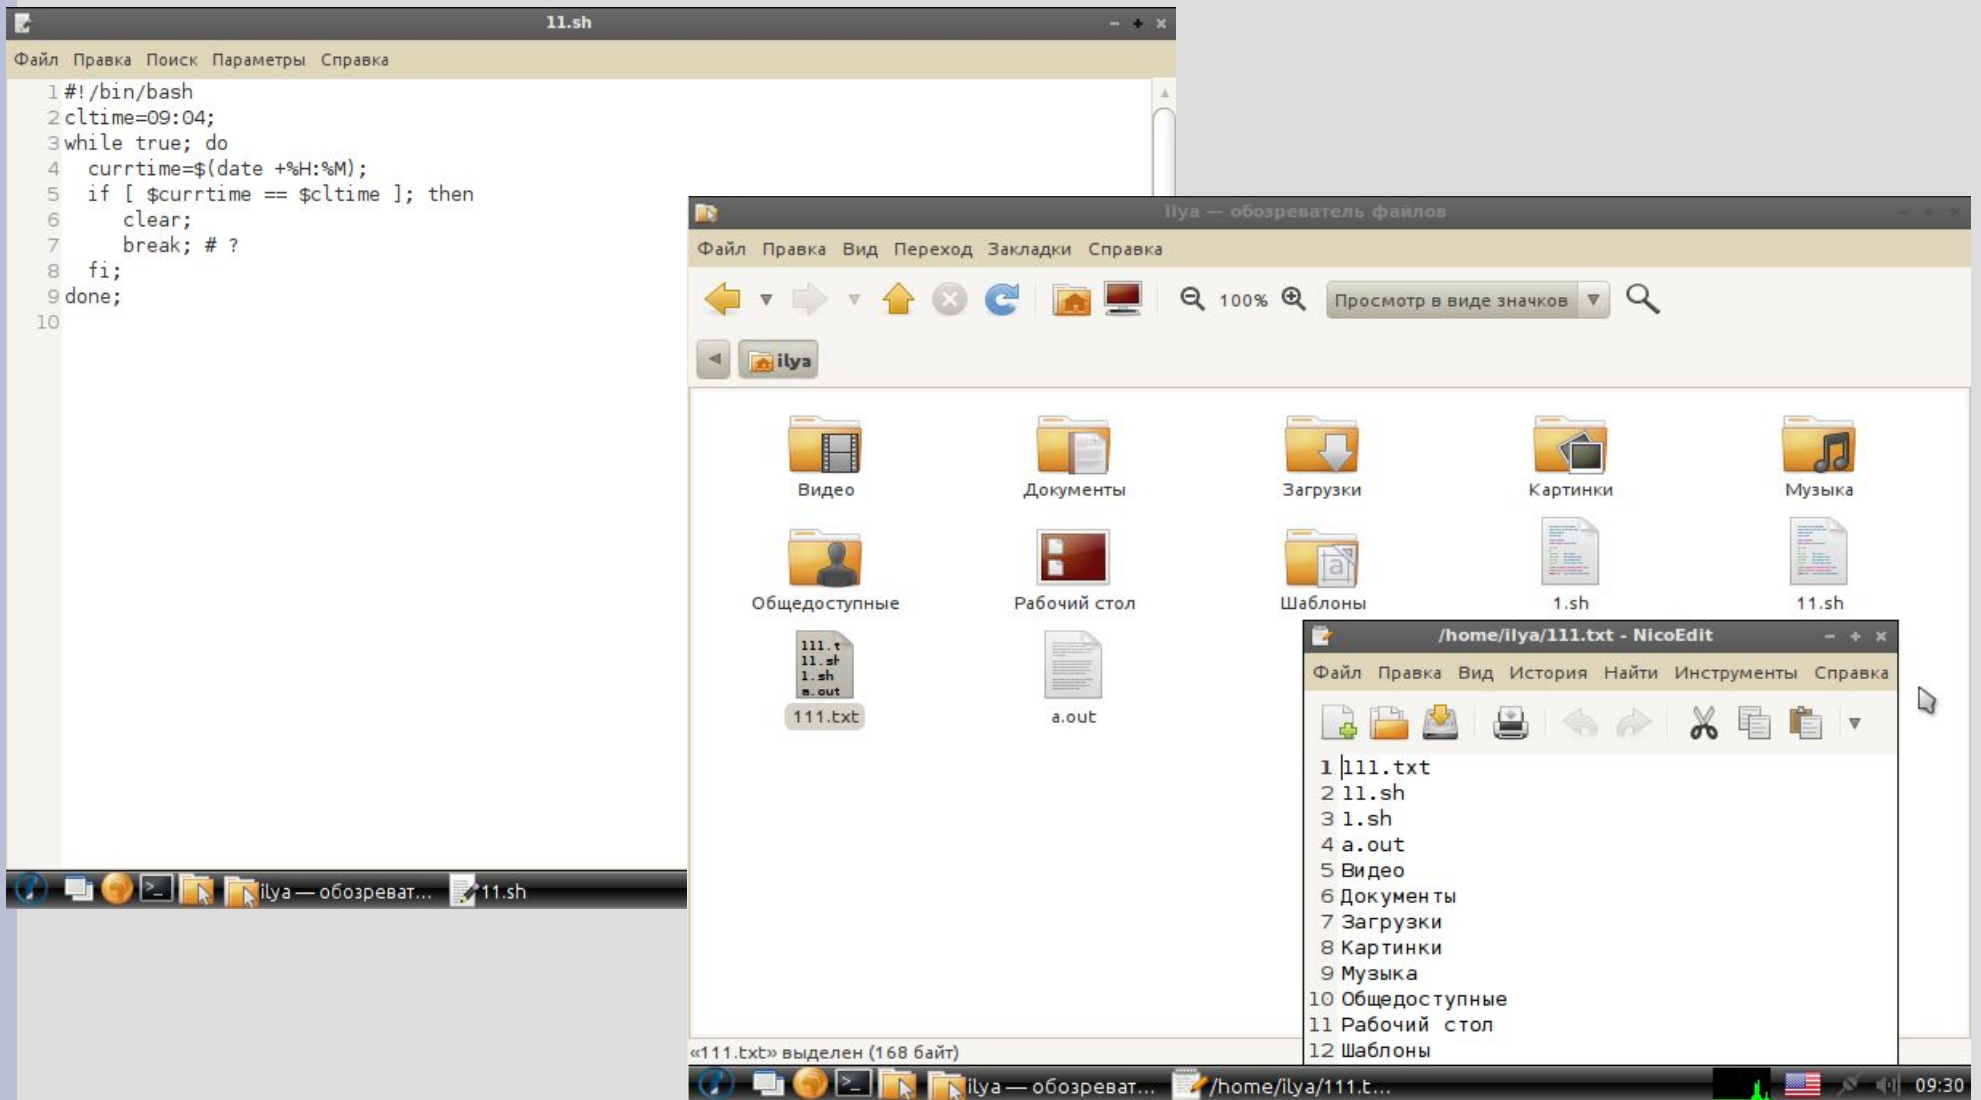 11.sh
Файл Правка Поиск Параметры Справка
1 #!/bin/bash
2 cltime=09:04;
3 while true; do
4 currtime=$(date +%H:%M);
5 if [ $currtime == $cltime ]; then
6 clear;
7 break; # ?
8 fi;
9 done;
10
ilya — обозреват... 11.sh
ilya — обозреватель файлов
Файл Правка Вид Переход Закладки Справка
100% Просмотр в виде значков
ilya
Видео Документы Загрузки Картинки Музыка
Общедоступные Рабочий стол Шаблоны 1.sh 11.sh
111.t
11.sh
1.sh
a.out
111.txt a.out
/home/ilya/111.txt - NicoEdit
Файл Правка Вид История Найти Инструменты Справка
1 111.txt
2 11.sh
3 1.sh
4 a.out
5 Видео
6 Документы
7 Загрузки
8 Картинки
9 Музыка
10 Общедоступные
11 Рабочий стол
12 Шаблоны
«111.txt» выделен (168 байт)
ilya — обозреват... /home/ilya/111.t... 09:30